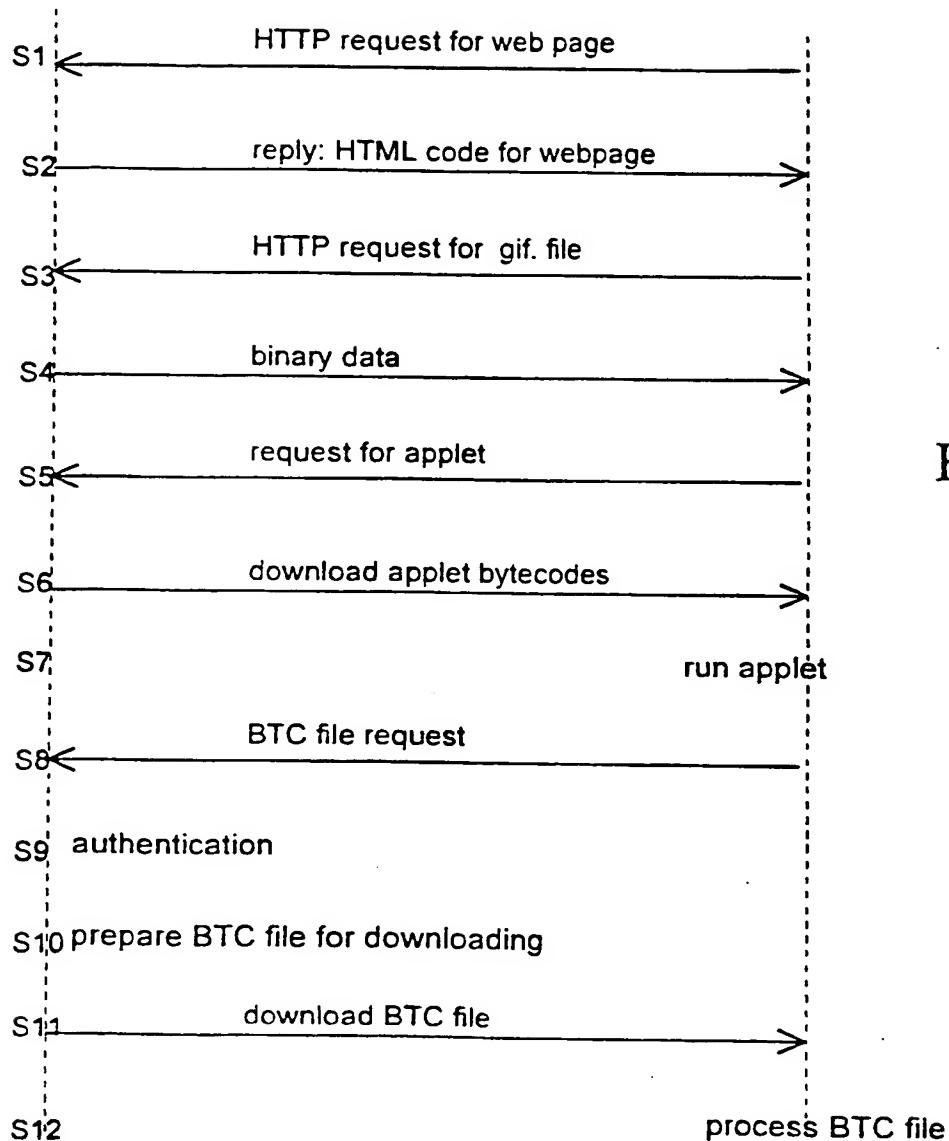 HTTP request for web page
S1
reply: HTML code for webpage
S2
HTTP request for gif. file
S3
binary data
S4
request for applet
S5
download applet bytecodes
S6
S7 run applet
BTC file request
S8
S9 authentication
S10 prepare BTC file for downloading
download BTC file
S11
S12 process BTC file